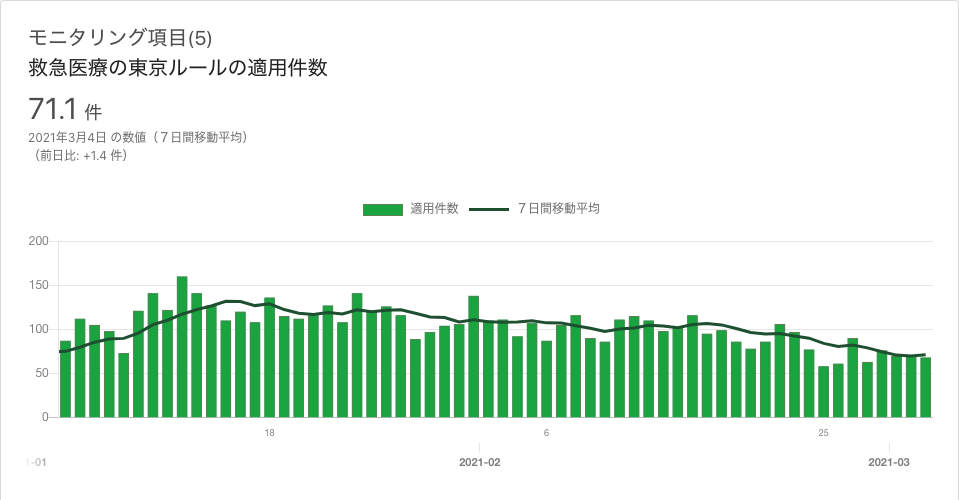 モニタリング項目(5)
救急医療の東京ルールの適用件数
71.1 件
2021年3月4日 の数値（７日間移動平均）
（前日比: +1.4 件）
適用件数 ７日間移動平均
200
150
100
50
0
18 6 25
-01 2021-02 2021-03